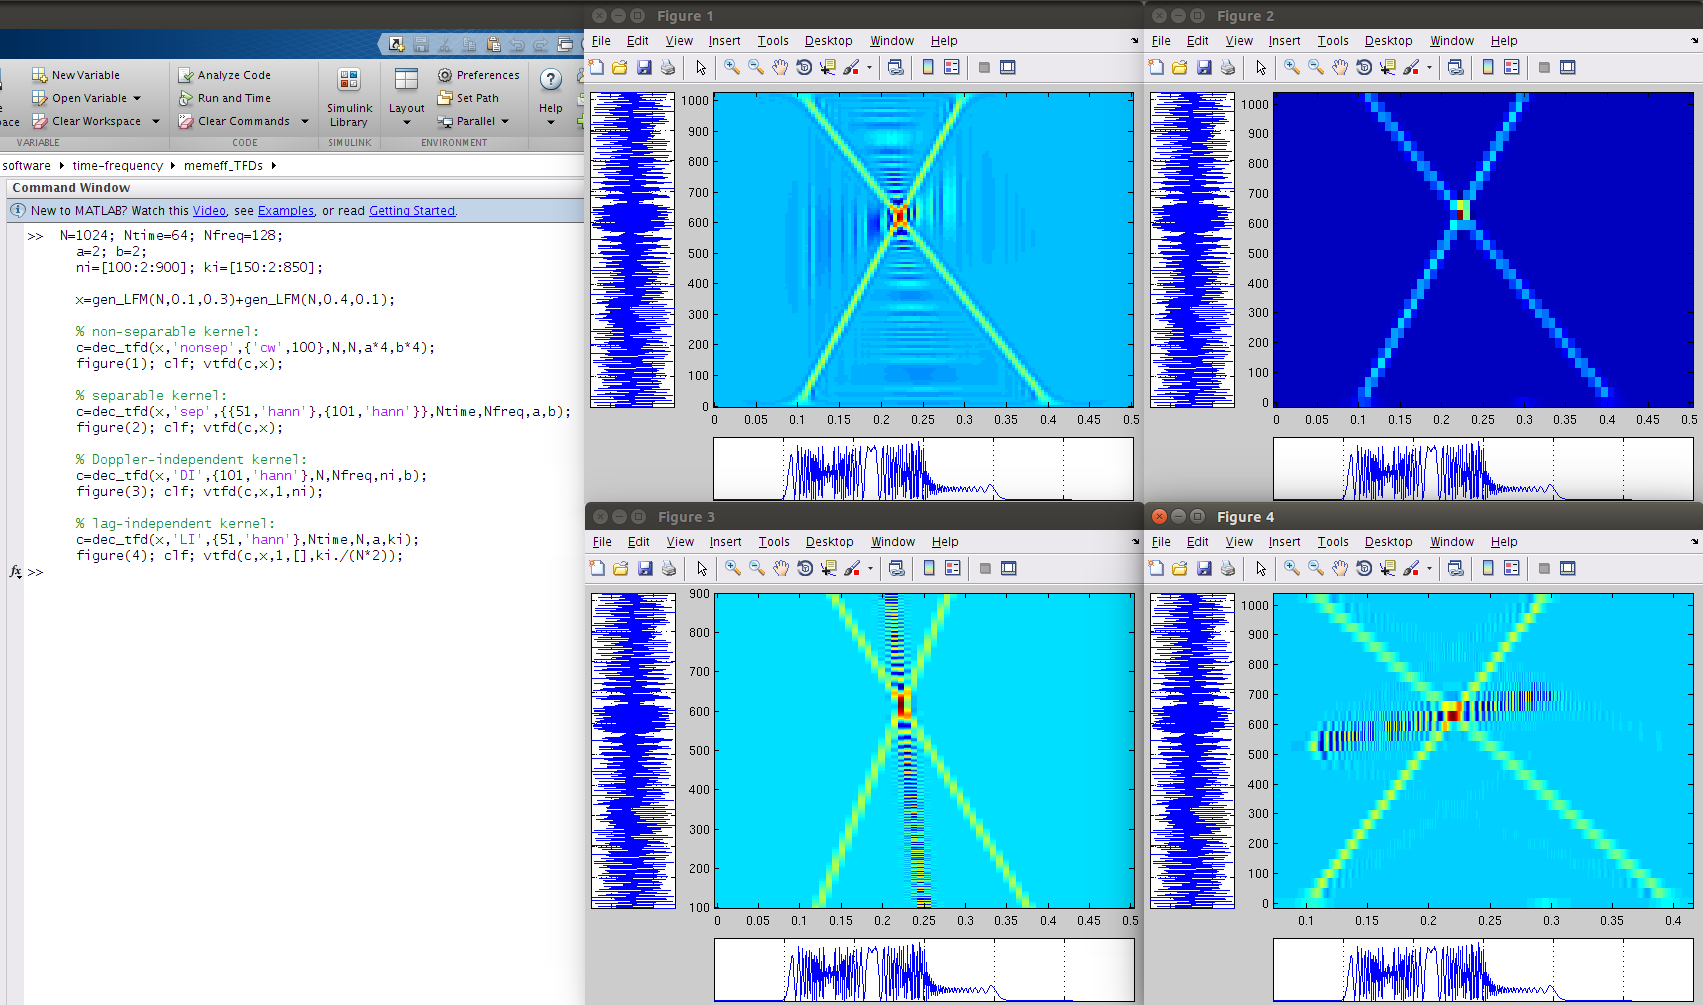 New Variable
Open Variable
Clear Workspace
VARIABLE
Analyze Code
Run and Time
Clear Commands
CODE
Simulink
Library
SIMULINK
Layout
Preferences
Set Path
Parallel
ENVIRONMENT
Help
software time-frequency memeff_TFDs
Command Window
New to MATLAB? Watch this Video, see Examples, or read Getting Started.
>> N=1024; Ntime=64; Nfreq=128;
a=2; b=2;
ni=[100:2:900]; ki=[150:2:850];
x=gen_LFM(N,0.1,0.3)+gen_LFM(N,0.4,0.1);
% non-separable kernel:
c=dec_tfd(x,'nonsep',{'cw',100},N,N,a*4,b*4);
figure(1); clf; vtfd(c,x);
% separable kernel:
c=dec_tfd(x,'sep',{{51,'hann'},{101,'hann'}},Ntime,Nfreq,a,b);
figure(2); clf; vtfd(c,x);
% Doppler-independent kernel:
c=dec_tfd(x,'DI',{101,'hann'},N,Nfreq,ni,b);
figure(3); clf; vtfd(c,x,1,ni);
% lag-independent kernel:
c=dec_tfd(x,'LI',{51,'hann'},Ntime,N,a,ki);
figure(4); clf; vtfd(c,x,1,[],ki./(N*2));
fx >>
Figure 1
File Edit View Insert Tools Desktop Window Help
1000
900
800
700
600
500
400
300
200
100
0
0 0.05 0.1 0.15 0.2 0.25 0.3 0.35 0.4 0.45 0.5
Figure 2
File Edit View Insert Tools Desktop Window Help
1000
900
800
700
600
500
400
300
200
100
0
0 0.05 0.1 0.15 0.2 0.25 0.3 0.35 0.4 0.45 0.5
Figure 3
File Edit View Insert Tools Desktop Window Help
900
800
700
600
500
400
300
200
100
0 0.05 0.1 0.15 0.2 0.25 0.3 0.35 0.4 0.45 0.5
Figure 4
File Edit View Insert Tools Desktop Window Help
1000
900
800
700
600
500
400
300
200
100
0
0.1 0.15 0.2 0.25 0.3 0.35 0.4